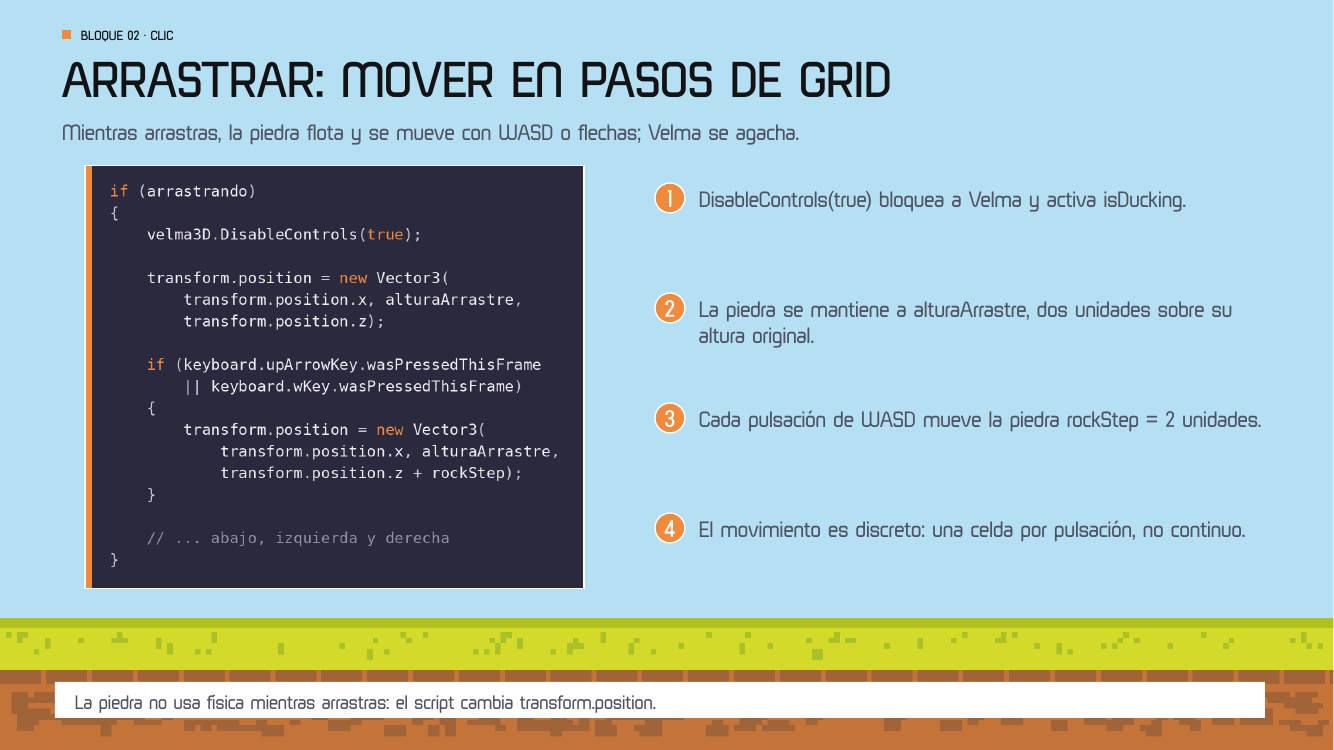 BLOQUE 02 · CLIC
ARRASTRAR: MOVER EN PASOS DE GRID
Mientras arrastras, la piedra flota y se mueve con WASD o flechas; Velma se agacha.
if (arrastrando)
{
    velma3D.DisableControls(true);

    transform.position = new Vector3(
        transform.position.x, alturaArrastre,
        transform.position.z);

    if (keyboard.upArrowKey.wasPressedThisFrame
        || keyboard.wKey.wasPressedThisFrame)
    {
        transform.position = new Vector3(
            transform.position.x, alturaArrastre,
            transform.position.z + rockStep);
    }

    // ... abajo, izquierda y derecha
}
1 DisableControls(true) bloquea a Velma y activa isDucking.
2 La piedra se mantiene a alturaArrastre, dos unidades sobre su
altura original.
3 Cada pulsación de WASD mueve la piedra rockStep = 2 unidades.
4 El movimiento es discreto: una celda por pulsación, no continuo.
La piedra no usa física mientras arrastras: el script cambia transform.position.